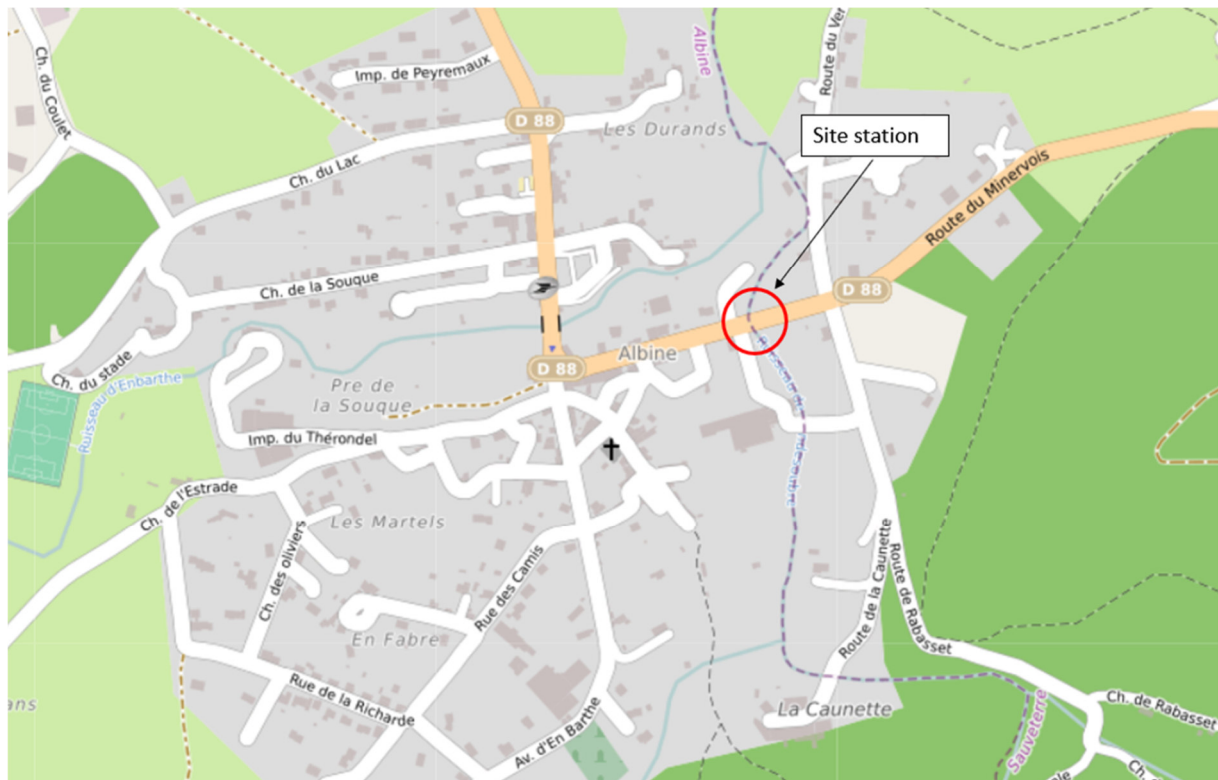 Albine
Route du Ver
Ch. du Coulet
Imp. de Peyremaux
D 88
Les Durands
Site station
Ch. du Lac
Route du Minervois
Ch. de la Souque
D 88
Albine
D 88
Ch. du stade
Ruisseau d'Enbarthe
Pre de
la Souque
Imp. du Thérondel
Ch. de l'Estrade
Les Martels
Ch. des oliviers
Rue des Camis
Route de la Caunette
Route de Rabasset
En Fabre
Rue de la Richarde
ans
La Caunette
Sauveterre
Ch. de Rabasset
Av. d'En Barthe
Ch.